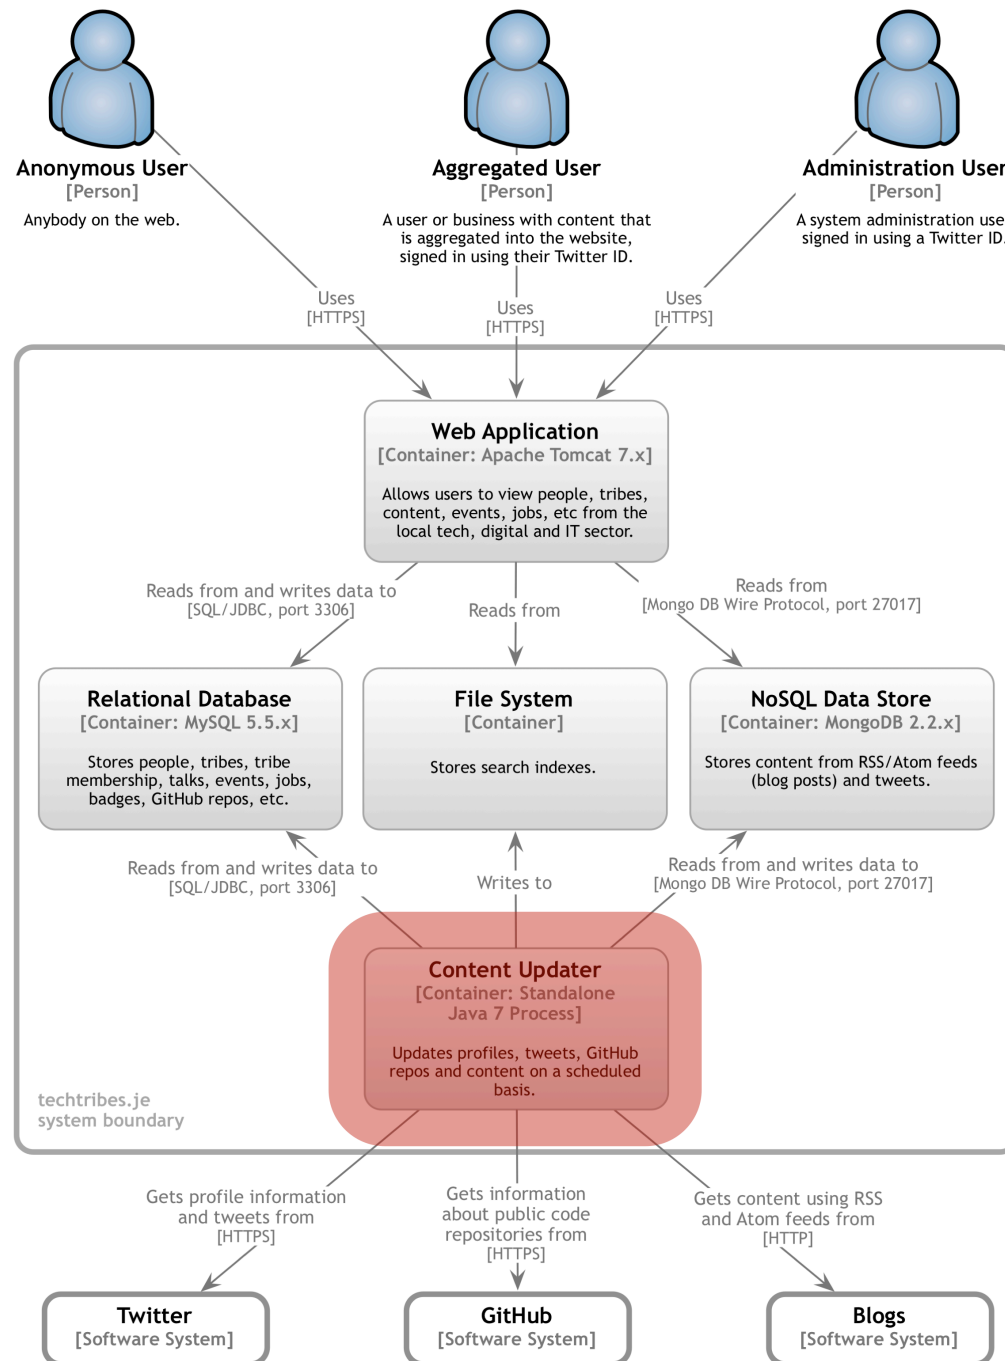 Anonymous User
[Person]
Anybody on the web.
Aggregated User
[Person]
A user or business with content that
is aggregated into the website,
signed in using their Twitter ID.
Administration User
[Person]
A system administration use
signed in using a Twitter ID.
Uses
[HTTPS]
Uses
[HTTPS]
Uses
[HTTPS]
Web Application
[Container: Apache Tomcat 7.x]
Allows users to view people, tribes,
content, events, jobs, etc from the
local tech, digital and IT sector.
Reads from and writes data to
[SQL/JDBC, port 3306]
Reads from
Reads from
[Mongo DB Wire Protocol, port 27017]
Relational Database
[Container: MySQL 5.5.x]
Stores people, tribes, tribe
membership, talks, events, jobs,
badges, GitHub repos, etc.
File System
[Container]
Stores search indexes.
NoSQL Data Store
[Container: MongoDB 2.2.x]
Stores content from RSS/Atom feeds
(blog posts) and tweets.
Reads from and writes data to
[SQL/JDBC, port 3306]
Writes to
Reads from and writes data to
[Mongo DB Wire Protocol, port 27017]
Content Updater
[Container: Standalone
Java 7 Process]
Updates profiles, tweets, GitHub
repos and content on a scheduled
basis.
techtribes.je
system boundary
Gets profile information
and tweets from
[HTTPS]
Gets information
about public code
repositories from
[HTTPS]
Gets content using RSS
and Atom feeds from
[HTTP]
Twitter
[Software System]
GitHub
[Software System]
Blogs
[Software System]